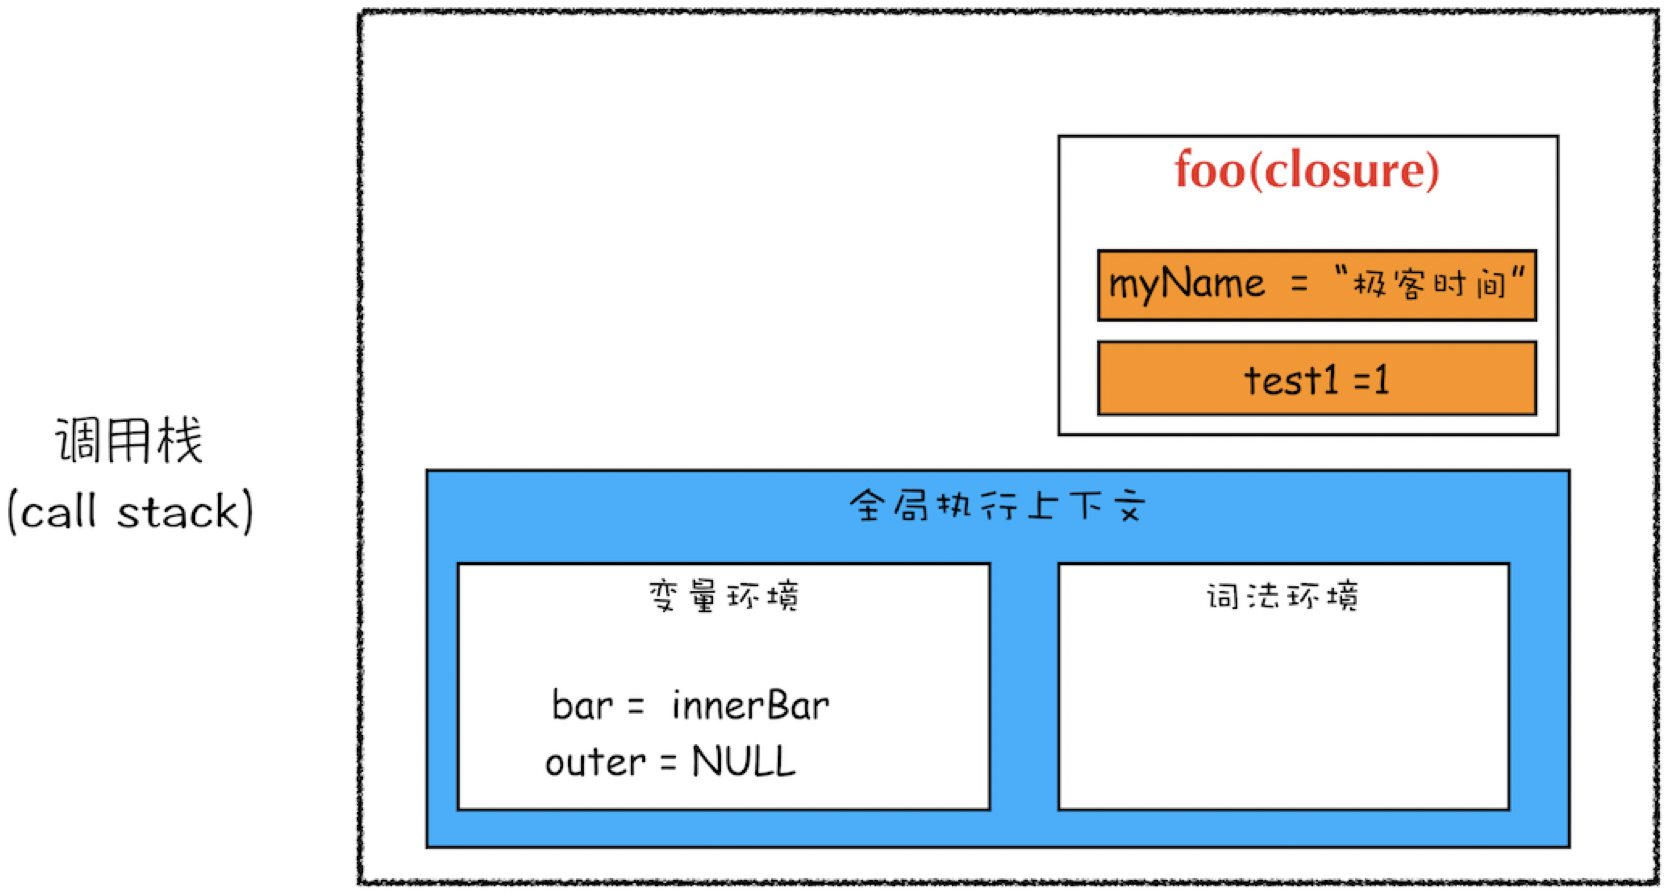 foo(closure)
myName = “极客时间”
test1 =1
调用栈
(call stack)
全局执行上下文
变量环境
bar = innerBar
outer = NULL
词法环境